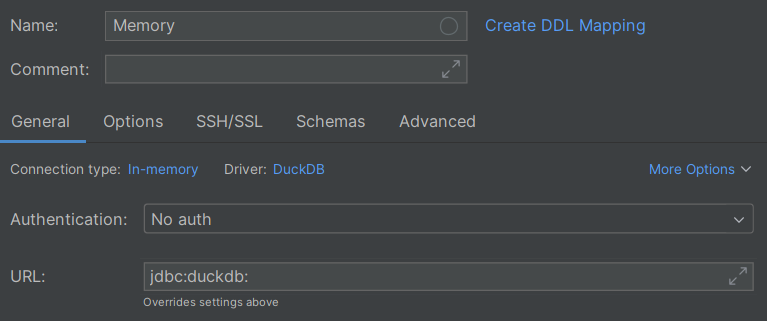 Name: Memory Create DDL Mapping
Comment:
General Options SSH/SSL Schemas Advanced
Connection type: In-memory Driver: DuckDB More Options
Authentication: No auth
URL: jdbc:duckdb:
Overrides settings above